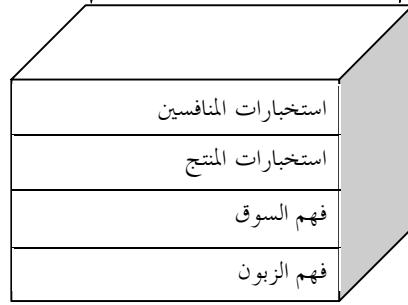 استخبارات المنافسين
استخبارات المنتج
فهم السوق
فهم الزبون